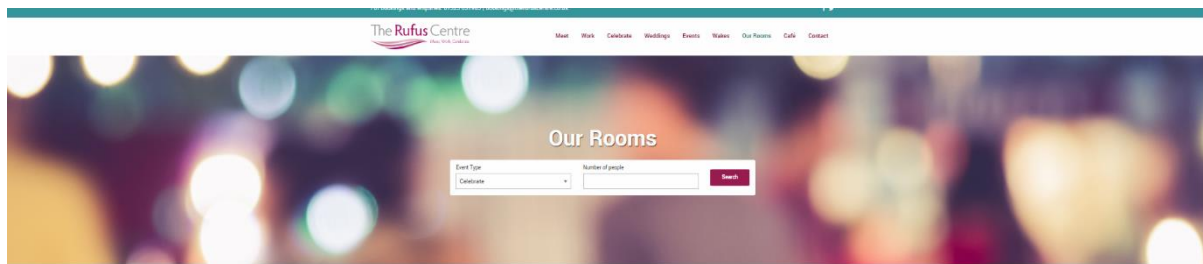 The Rufus Centre
Meet Work Celebrate Weddings Events Wakes Our Rooms Café Contact
Our Rooms
Event Type
Number of people
Celebrate
Search